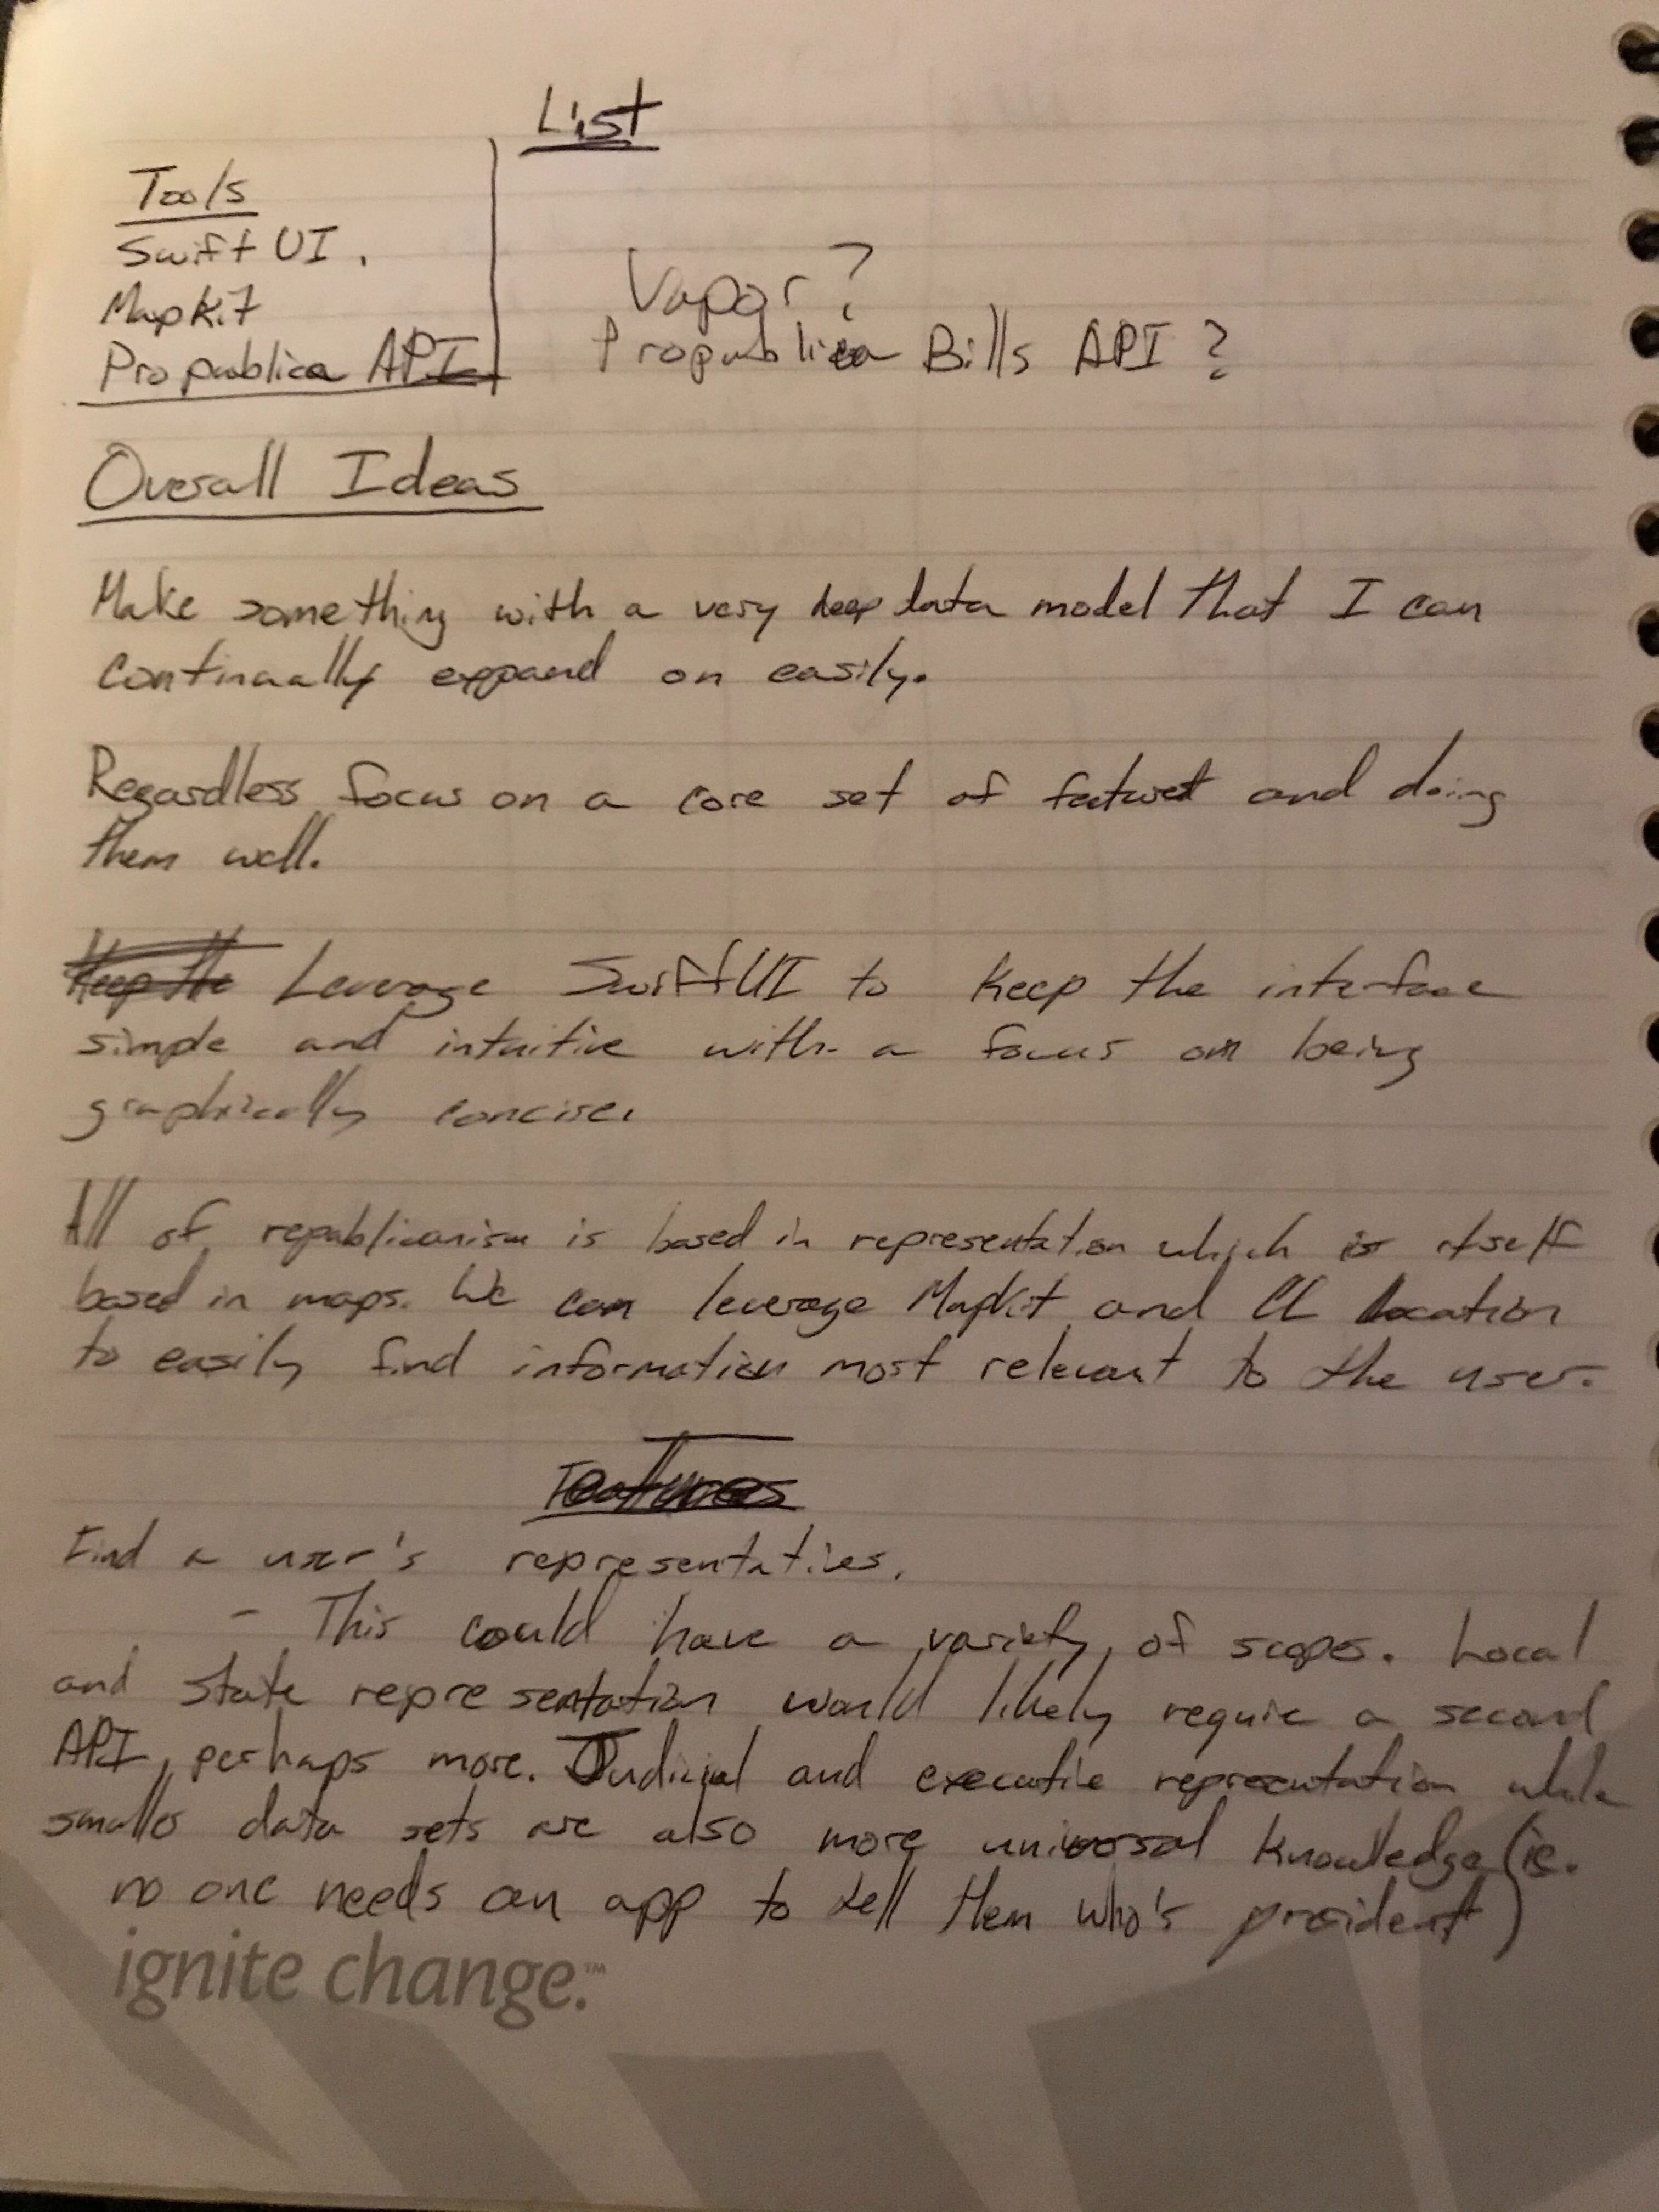 List
Tools
Swift UI.
MapKit
Propublica API
Vapor?
Propublica Bills API ?
Overall Ideas
Make something with a very deep data model that I can
continually expand on easily.
Regardless focus on a core set of featuret and doing
them well.
Keep the Leverage SwiftUI to keep the interface
simple and intuitive with a focus on being
graphically concise.
All of republicanism is based in representation which is itself
based in maps. We can leverage MapKit and CL Location
to easily find information most relevant to the user.
Features
Find a user's representatives.
- This could have a variety of scopes. Local
and state representation would likely requie a second
API, perhaps more. Judicial and executive representation while
smaller data sets are also more universal knowledge (ie.
no one needs an app to tell them who's president)
ignite change.™